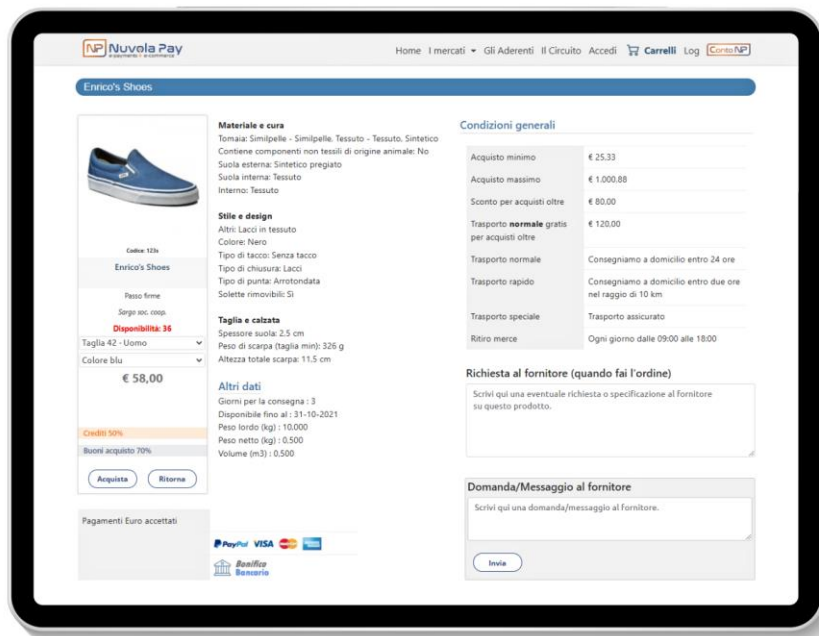 NP Nuvola Pay
e-payments & e-commerce
Home I mercati Gli Aderenti Il Circuito Accedi Carrelli Log Conto NP
Enrico's Shoes
Codice: 123s
Enrico's Shoes
Passo firme
Sargo soc. coop.
Disponibilità: 36
Taglia 42 - Uomo
Colore blu
€ 58,00
Crediti 50%
Buoni acquisto 70%
Acquista Ritorna
Pagamenti Euro accettati
Materiale e cura
Tomaia: Similpelle - Similpelle, Tessuto - Tessuto, Sintetico
Contiene componenti non tessili di origine animale: No
Suola esterna: Sintetico pregiato
Suola interna: Tessuto
Interno: Tessuto
Stile e design
Altri: Lacci in tessuto
Colore: Nero
Tipo di tacco: Senza tacco
Tipo di chiusura: Lacci
Tipo di punta: Arrotondata
Solette rimovibili: Sì
Taglia e calzata
Spessore suola: 2.5 cm
Peso di scarpa (taglia min): 326 g
Altezza totale scarpa: 11.5 cm
Altri dati
Giorni per la consegna : 3
Disponibile fino al : 31-10-2021
Peso lordo (kg) : 10,000
Peso netto (kg) : 0,500
Volume (m3) : 0,500
PayPal VISA
Bonifico
Bancario
Condizioni generali
Acquisto minimo € 25,33
Acquisto massimo € 1.000,88
Sconto per acquisti oltre € 80,00
Trasporto normale gratis € 120,00
per acquisti oltre
Trasporto normale Consegniamo a domicilio entro 24 ore
Trasporto rapido Consegniamo a domicilio entro due ore
nel raggio di 10 km
Trasporto speciale Trasporto assicurato
Ritiro merce Ogni giorno dalle 09:00 alle 18:00
Richiesta al fornitore (quando fai l'ordine)
Scrivi qui una eventuale richiesta o specificazione al fornitore
su questo prodotto.
Domanda/Messaggio al fornitore
Scrivi qui una domanda/messaggio al fornitore.
Invia